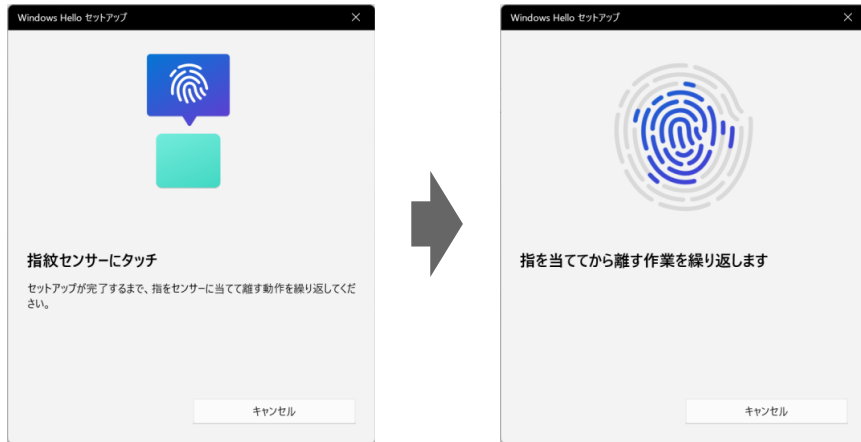 Windows Hello セットアップ
指紋センサーにタッチ
セットアップが完了するまで、指をセンサーに当てて離す動作を繰り返してくだ
さい。
キャンセル
Windows Hello セットアップ
指を当ててから離す作業を繰り返します
キャンセル